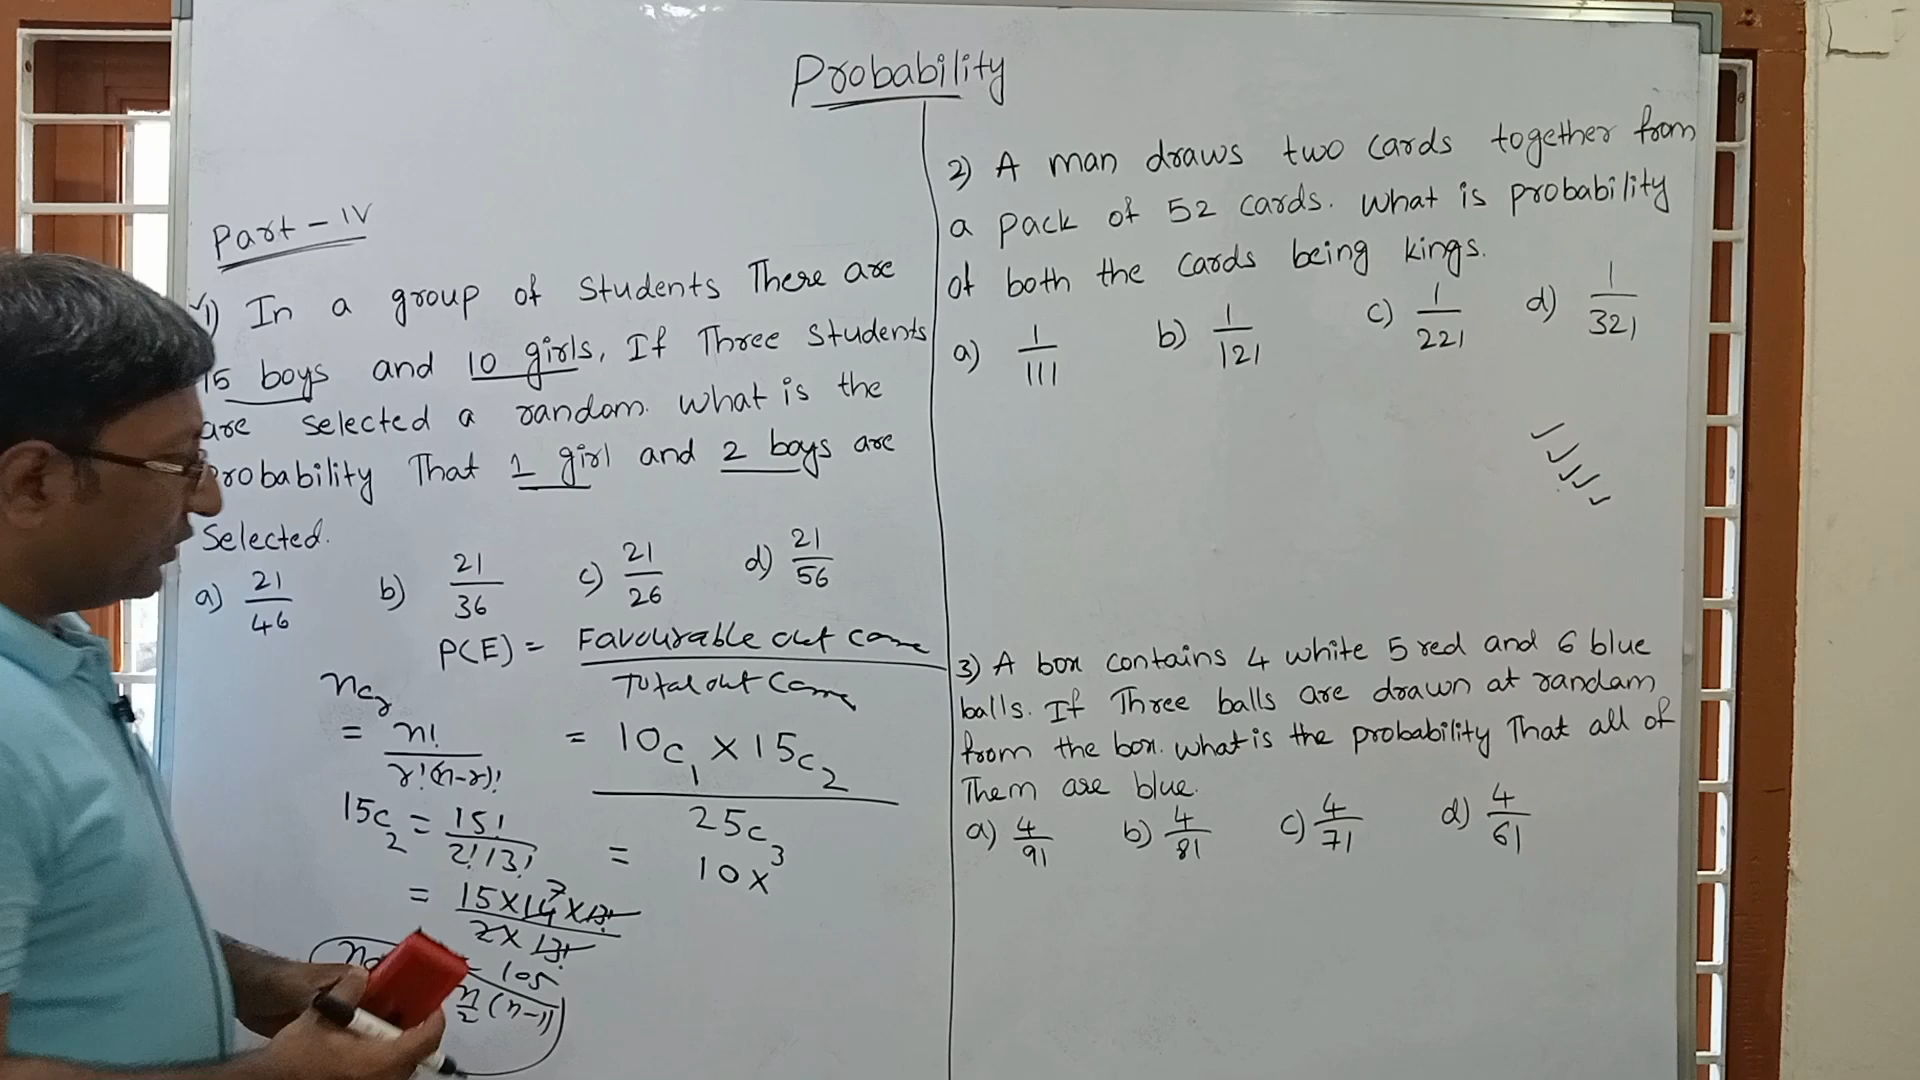 Probability
Part - IV
1) In a group of students There are
15 boys and 10 girls, If Three students
are selected a random. what is the
probability That 1 girl and 2 boys are
Selected.
a) 21/46 b) 21/36 c) 21/26 d) 21/56
P(E) = Favourable out come / Total out come
nCr
= n! / r!(n-r)!
= 10C1 × 15C2 / 25C3
15C2 = 15! / 2!13!
= 10×
= 15×14 7×13! / 2×13!
= 105
n/2 (n-1)
2) A man draws two cards together from
a pack of 52 cards. what is probability
of both the cards being kings.
a) 1/111 b) 1/121 c) 1/221 d) 1/321
3) A box contains 4 white 5 red and 6 blue
balls. If Three balls are drawn at random
from the box. what is the probability That all of
Them are blue.
a) 4/91 b) 4/81 c) 4/71 d) 4/61